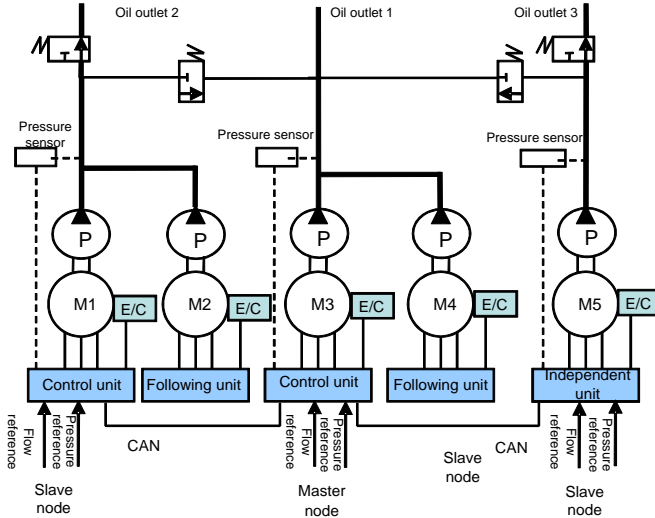 Oil outlet 2
Oil outlet 1
Oil outlet 3
Pressure
sensor
Pressure sensor
Pressure sensor
P
P
P
P
P
M1
E/C
M2
E/C
M3
E/C
M4
E/C
M5
E/C
Control unit
Following unit
Control unit
Following unit
Independent
unit
Flow
reference
Pressure
reference
CAN
Flow
reference
Pressure
reference
CAN
Flow
reference
Pressure
reference
Slave
node
Master
node
Slave
node
Slave
node